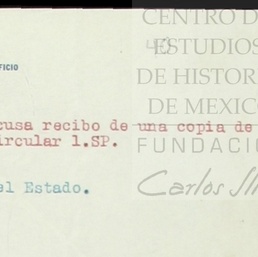 CENTRO D
ESTUDIOS
FICIO
DE HISTOR
DE MEXIC
cusa recibo de una copia de
ircular 1.SP.
FUNDACIÓ
Carlos Sl
el Estado.